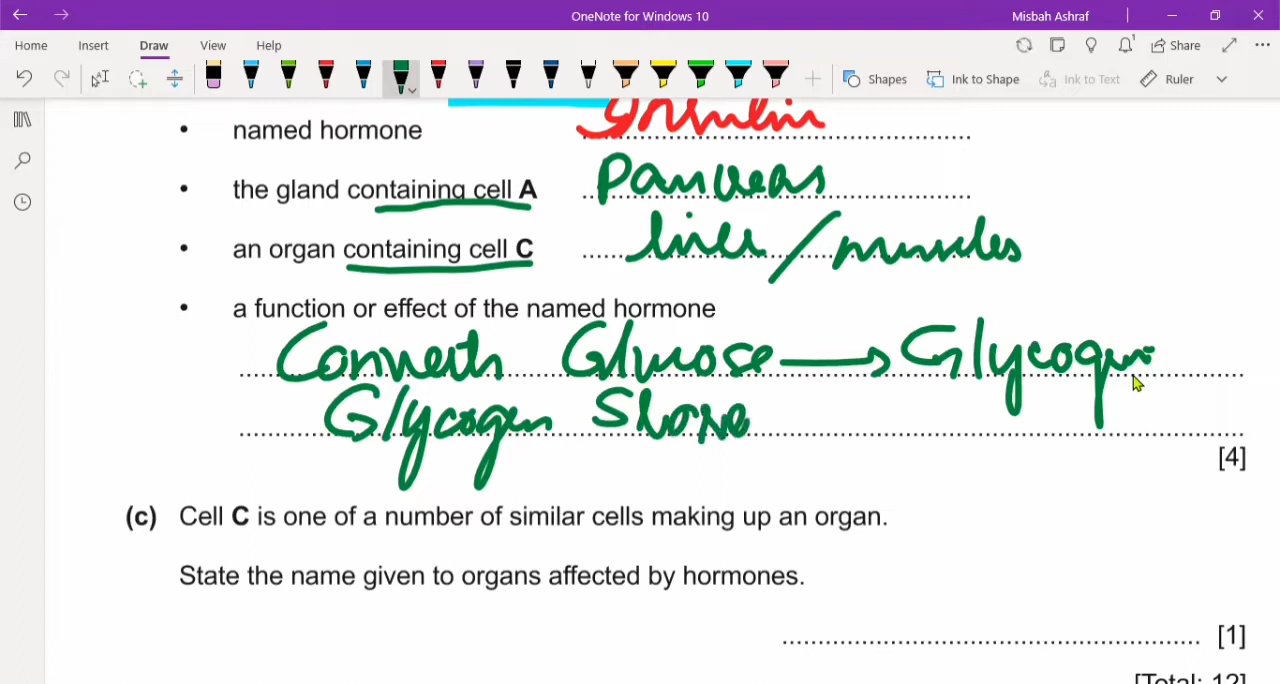 OneNote for Windows 10
Misbah Ashraf
Home Insert Draw View Help
Share
Shapes Ink to Shape Ink to Text Ruler
• named hormone Insulin
• the gland containing cell A Pancreas
• an organ containing cell C liver/muscles
• a function or effect of the named hormone
Converts Glucose → Glycogen
Glycogen Store
[4]
(c) Cell C is one of a number of similar cells making up an organ.
State the name given to organs affected by hormones.
[1]
[Total: 12]